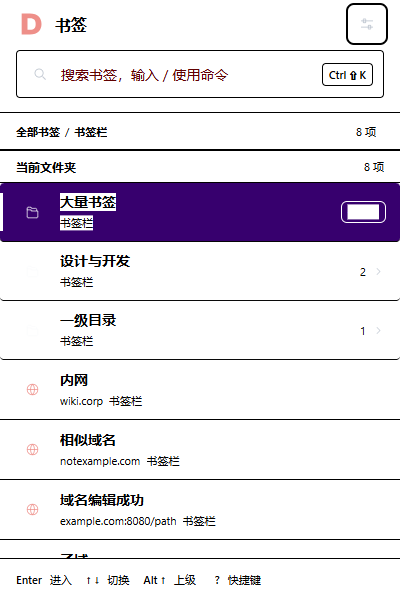 D 书签
搜索书签，输入 / 使用命令 Ctrl ⇧ K
全部书签 / 书签栏 8 项
当前文件夹 8 项
大量书签
书签栏
设计与开发
书签栏 2
一级目录
书签栏 1
内网
wiki.corp 书签栏
相似域名
notexample.com 书签栏
域名编辑成功
example.com:8080/path 书签栏
Enter 进入 ↑↓ 切换 Alt ↑ 上级 ? 快捷键